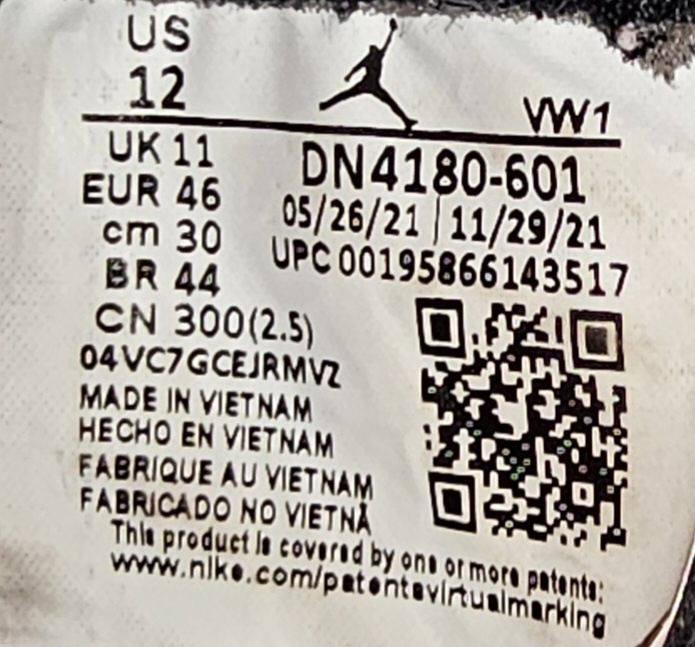 US
12
VW1
UK 11
EUR 46
cm 30
BR 44
CN 300(2.5)
DN4180-601
05/26/21 | 11/29/21
UPC 00195866143517
04VC7GCEJRMVZ
MADE IN VIETNAM
HECHO EN VIETNAM
FABRIQUE AU VIETNAM
FABRICADO NO VIETNÃ
This product is covered by one or more patents:
www.nike.com/patentsvirtualmarking